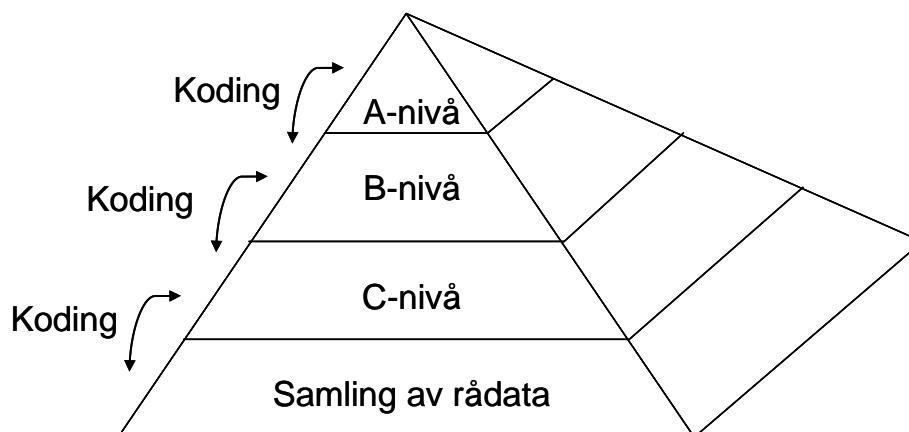 Koding
A-nivå
Koding
B-nivå
Koding
C-nivå
Samling av rådata